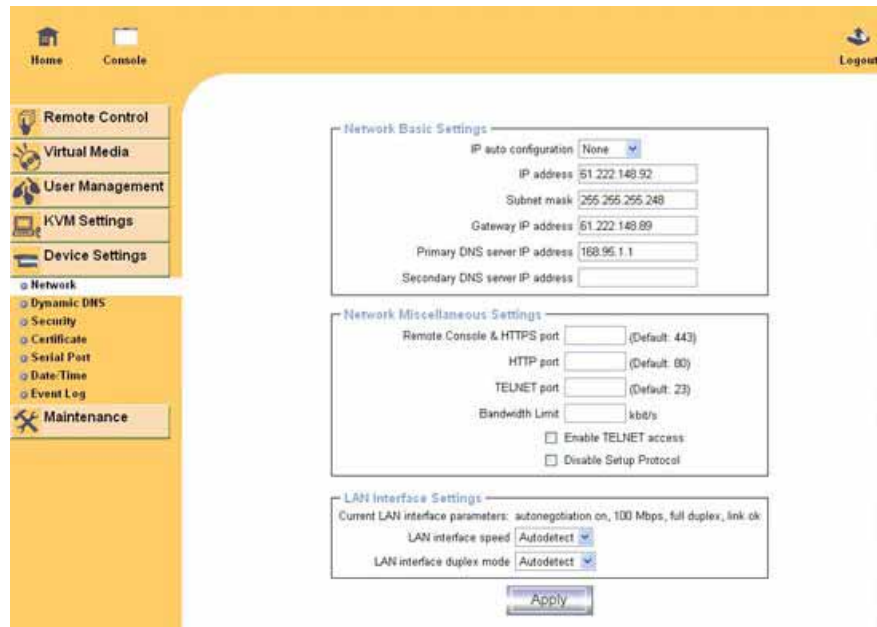 Home Console Logout
Remote Control
Virtual Media
User Management
KVM Settings
Device Settings
Network
Dynamic DNS
Security
Certificate
Serial Port
Date/Time
Event Log
Maintenance
Network Basic Settings
IP auto configuration None
IP address 61.222.148.92
Subnet mask 255.255.255.248
Gateway IP address 61.222.148.89
Primary DNS server IP address 168.95.1.1
Secondary DNS server IP address
Network Miscellaneous Settings
Remote Console & HTTPS port (Default: 443)
HTTP port (Default: 80)
TELNET port (Default: 23)
Bandwidth Limit kbit/s
Enable TELNET access
Disable Setup Protocol
LAN Interface Settings
Current LAN interface parameters: autonegotiation on, 100 Mbps, full duplex, link ok
LAN interface speed Autodetect
LAN interface duplex mode Autodetect
Apply